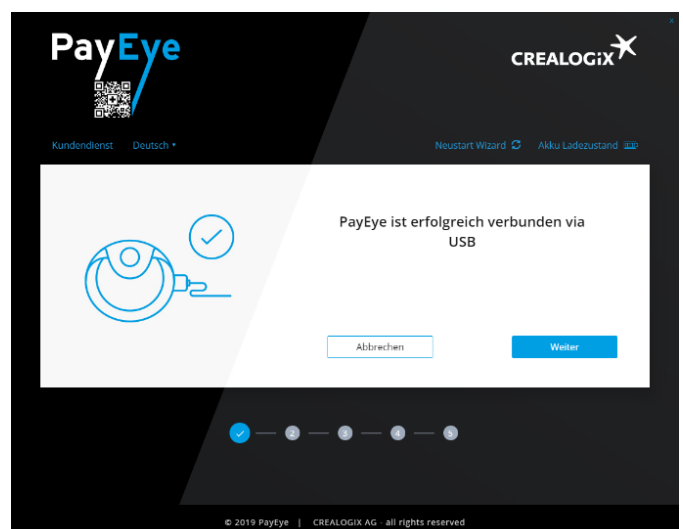 PayEye
CREALOGIX
Kundendienst Deutsch
Neustart Wizard Akku Ladezustand
PayEye ist erfolgreich verbunden via
USB
Abbrechen Weiter
2 3 4 5
© 2019 PayEye | CREALOGIX AG - all rights reserved